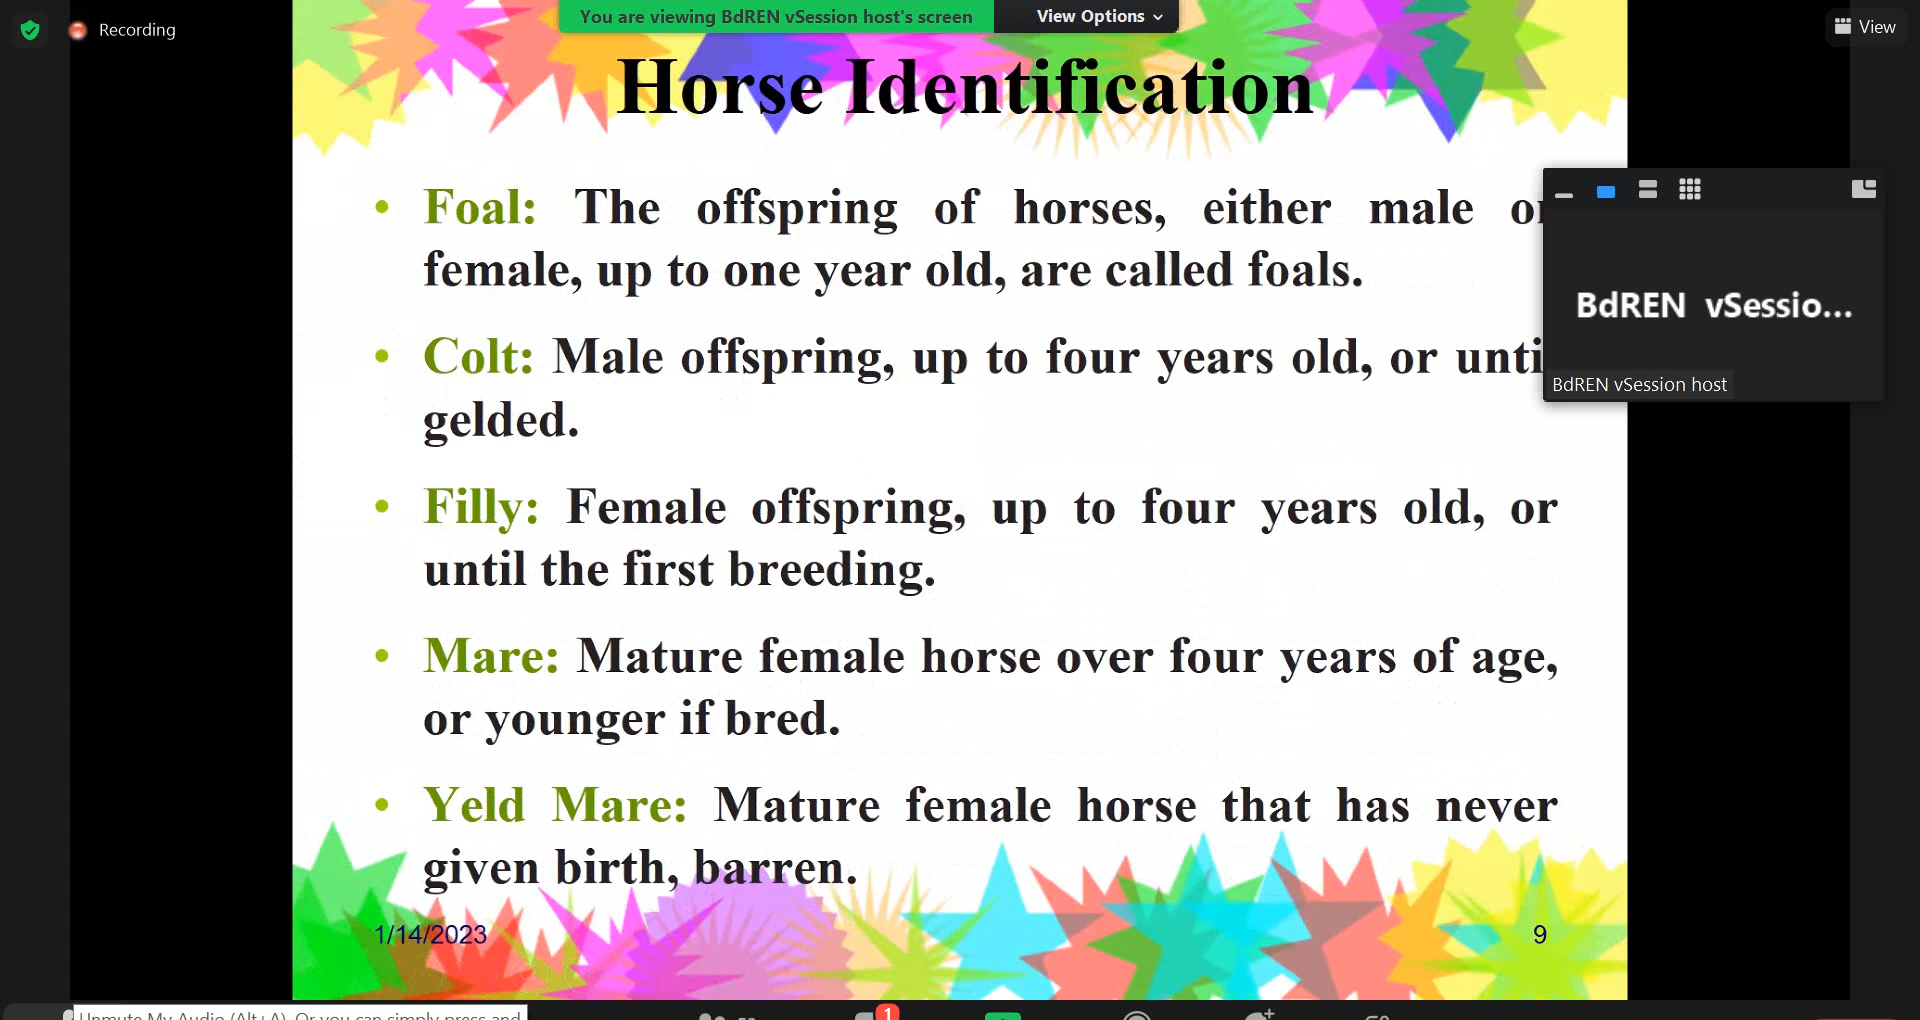 You are viewing BdREN vSession host's screen
View Options
Recording
View
Horse Identification
• Foal: The offspring of horses, either male
female, up to one year old, are called foals.
• Colt: Male offspring, up to four years old, or
gelded.
• Filly: Female offspring, up to four years old, or
until the first breeding.
• Mare: Mature female horse over four years of age,
or younger if bred.
• Yeld Mare: Mature female horse that has never
given birth, barren.
BdREN vSessio...
BdREN vSession host
1/14/2023
9
Unmute My Audio (Alt+A). Or you can simply press and
1